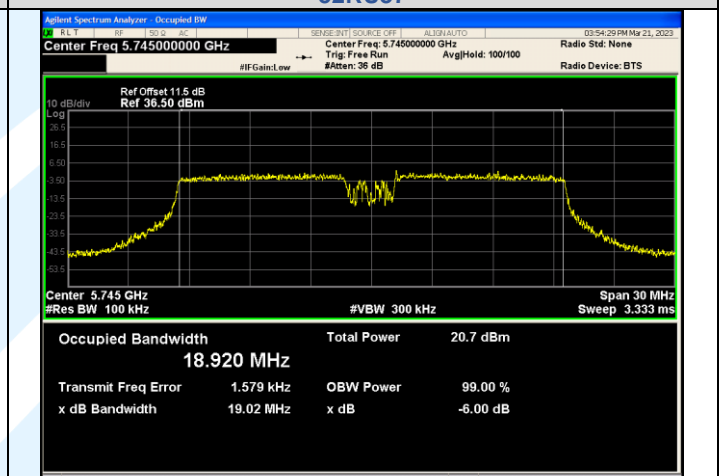 Agilent Spectrum Analyzer - Occupied BW
RLT RF 50 Ω AC SENSE:INT SOURCE OFF ALIGNAUTO 03:54:29 PM Mar 21, 2023
Center Freq 5.745000000 GHz Center Freq: 5.745000000 GHz Radio Std: None
Trig: Free Run Avg|Hold: 100/100
#IFGain:Low #Atten: 36 dB Radio Device: BTS
Ref Offset 11.5 dB
10 dB/div Ref 36.50 dBm
Log
26.5
16.5
6.50
-3.50
-13.5
-23.5
-33.5
-43.5
-53.5
Center 5.745 GHz Span 30 MHz
#Res BW 100 kHz #VBW 300 kHz Sweep 3.333 ms
Occupied Bandwidth Total Power 20.7 dBm
18.920 MHz
Transmit Freq Error 1.579 kHz OBW Power 99.00 %
x dB Bandwidth 19.02 MHz x dB -6.00 dB